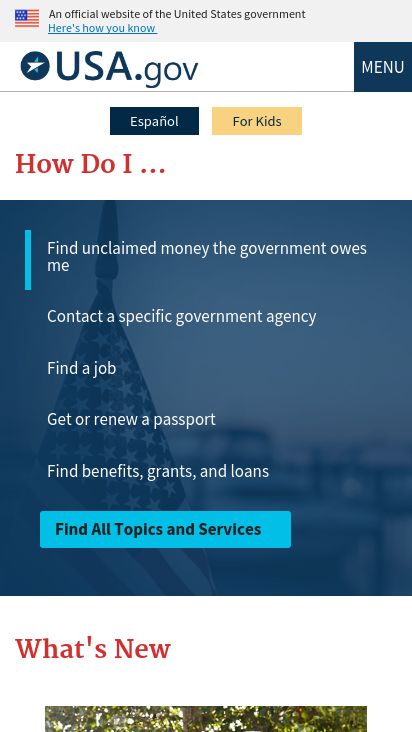 An official website of the United States government
Here's how you know
USA.gov
MENU
Español
For Kids
How Do I ...
Find unclaimed money the government owes
me
Contact a specific government agency
Find a job
Get or renew a passport
Find benefits, grants, and loans
Find All Topics and Services
What's New